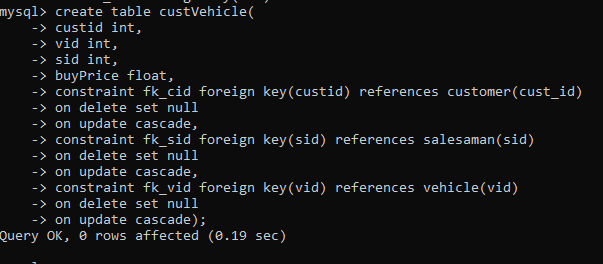 mysql> create table custVehicle(
    -> custid int,
    -> vid int,
    -> sid int,
    -> buyPrice float,
    -> constraint fk_cid foreign key(custid) references customer(cust_id)
    -> on delete set null
    -> on update cascade,
    -> constraint fk_sid foreign key(sid) references salesaman(sid)
    -> on delete set null
    -> on update cascade,
    -> constraint fk_vid foreign key(vid) references vehicle(vid)
    -> on delete set null
    -> on update cascade);
Query OK, 0 rows affected (0.19 sec)